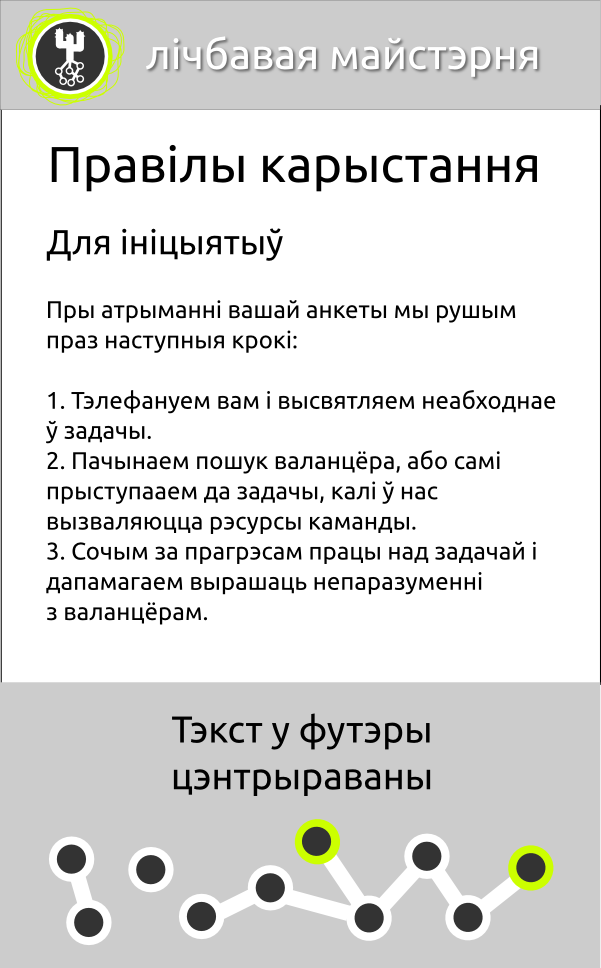 лічбавая майстэрня
Правілы карыстання
Для ініцыятыў
Пры атрыманні вашай анкеты мы рушым
праз наступныя крокі:
1. Тэлефануем вам і высвятляем неабходнае
ў задачы.
2. Пачынаем пошук валанцёра, або самі
прыступааем да задачы, калі ў нас
вызваляюцца рэсурсы каманды.
3. Сочым за прагрэсам працы над задачай і
дапамагаем вырашаць непаразуменні
з валанцёрам.
Тэкст у футэры
цэнтрыраваны